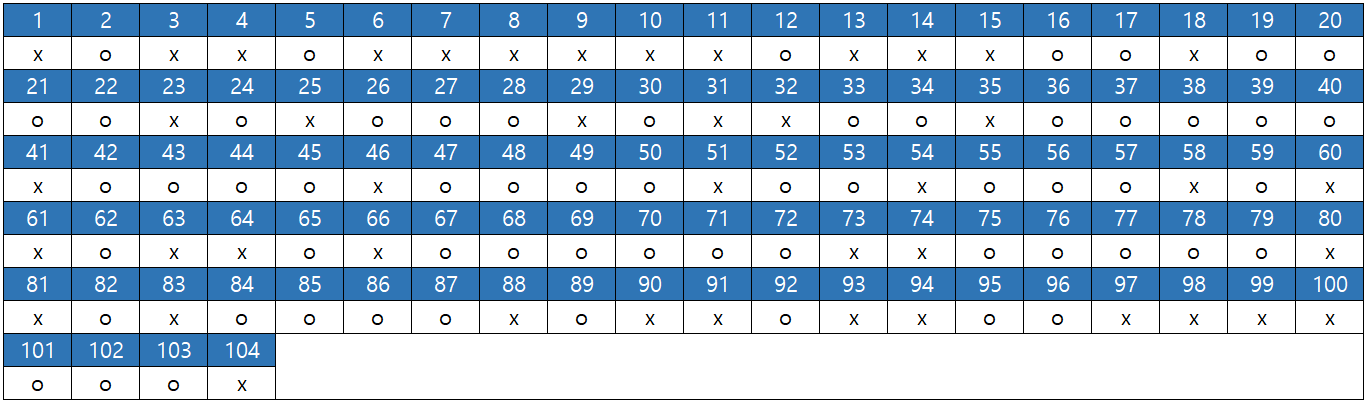 1 2 3 4 5 6 7 8 9 10 11 12 13 14 15 16 17 18 19 20
x o x x o x x x x x x o x x x o o x o o
21 22 23 24 25 26 27 28 29 30 31 32 33 34 35 36 37 38 39 40
o o x o x o o o x o x x o o x o o o o o
41 42 43 44 45 46 47 48 49 50 51 52 53 54 55 56 57 58 59 60
x o o o o x o o o o x o o x o o o x o x
61 62 63 64 65 66 67 68 69 70 71 72 73 74 75 76 77 78 79 80
x o x x o x o o o o o o x x o o o o o x
81 82 83 84 85 86 87 88 89 90 91 92 93 94 95 96 97 98 99 100
x o x o o o o x o x x o x x o o x x x x
101 102 103 104
o o o x